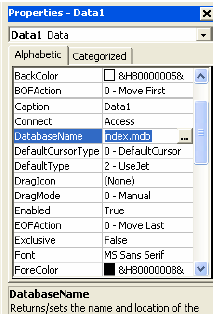 Properties - Data1
Data1 Data
Alphabetic Categorized
BackColor &H80000005&
BOFAction 0 - Move First
Caption Data1
Connect Access
DatabaseName ndex.mdb ...
DefaultCursorType 0 - DefaultCursor
DefaultType 2 - UseJet
DragIcon (None)
DragMode 0 - Manual
Enabled True
EOFAction 0 - Move Last
Exclusive False
Font MS Sans Serif
ForeColor &H80000008&
DatabaseName
Returns/sets the name and location of the